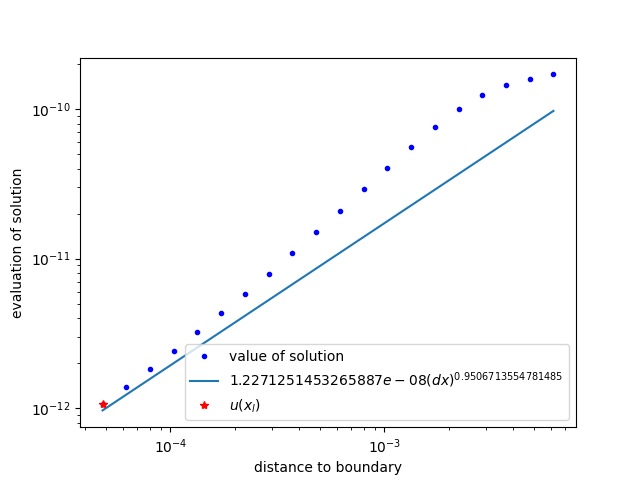 evaluation of solution
10⁻¹⁰
10⁻¹¹
10⁻¹²
value of solution
1.2271251453265887e − 08(dx)^0.9506713554781485
u(x_l)
10⁻⁴ 10⁻³
distance to boundary